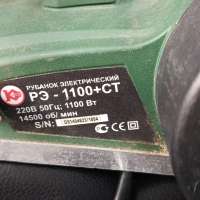 РУБАНОК ЭЛЕКТРИЧЕСКИЙ
РЭ - 1100+СТ
220В 50Гц; 1100 Вт
14500 об/ мин
S/N: